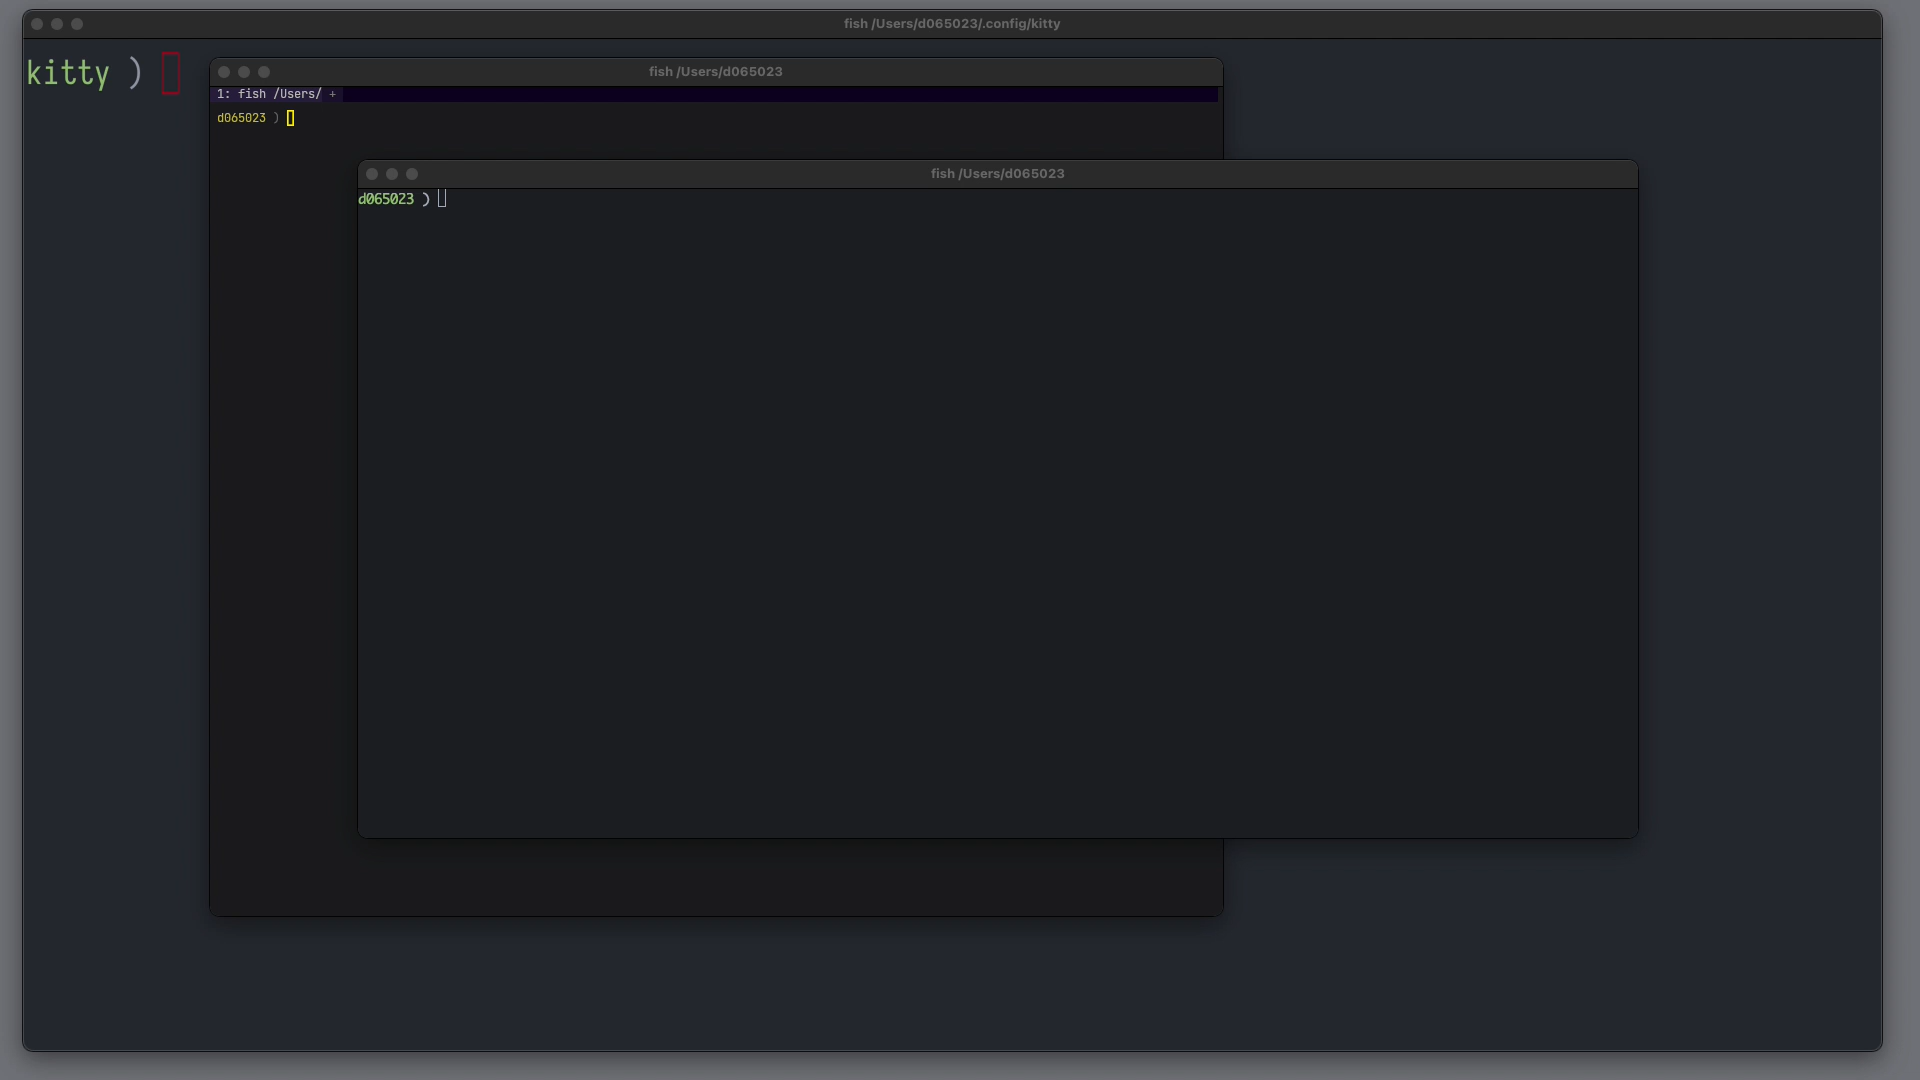 fish /Users/d065023/.config/kitty
kitty )
fish /Users/d065023
1: fish /Users/ +
d065023 )
fish /Users/d065023
d065023 )